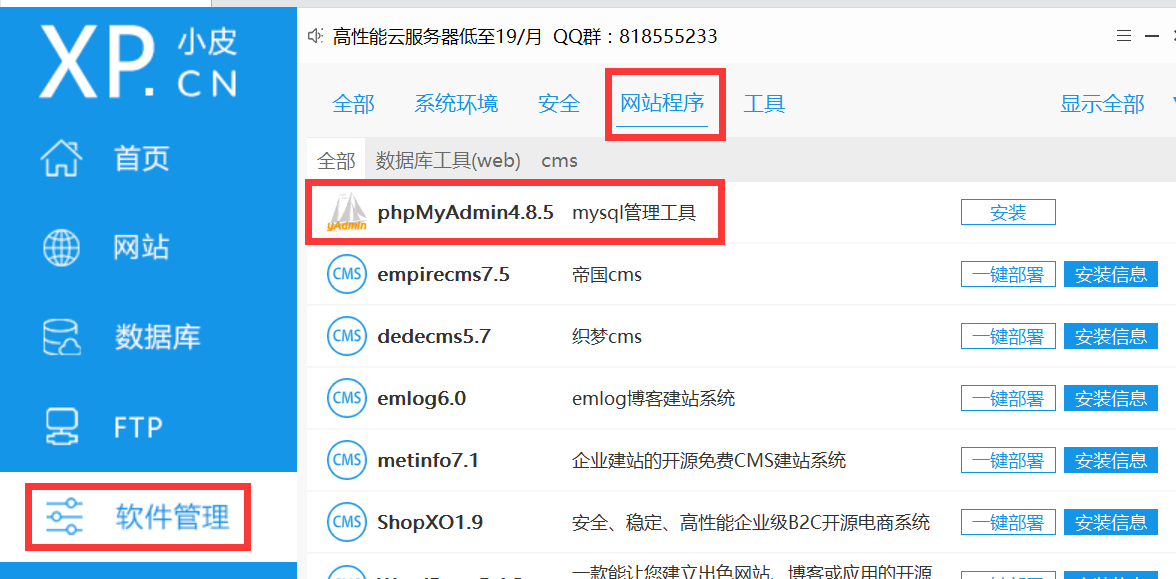 XP. 小皮
CN
首页
网站
数据库
FTP
软件管理
高性能云服务器低至19/月 QQ群：818555233
全部 系统环境 安全 网站程序 工具 显示全部
全部 数据库工具(web) cms
yAdmin phpMyAdmin4.8.5 mysql管理工具 安装
CMS empirecms7.5 帝国cms 一键部署 安装信息
CMS dedecms5.7 织梦cms 一键部署 安装信息
CMS emlog6.0 emlog博客建站系统 一键部署 安装信息
CMS metinfo7.1 企业建站的开源免费CMS建站系统 一键部署 安装信息
CMS ShopXO1.9 安全、稳定、高性能企业级B2C开源电商系统 一键部署 安装信息
一款能让您建立出色网站、博客或应用的开源